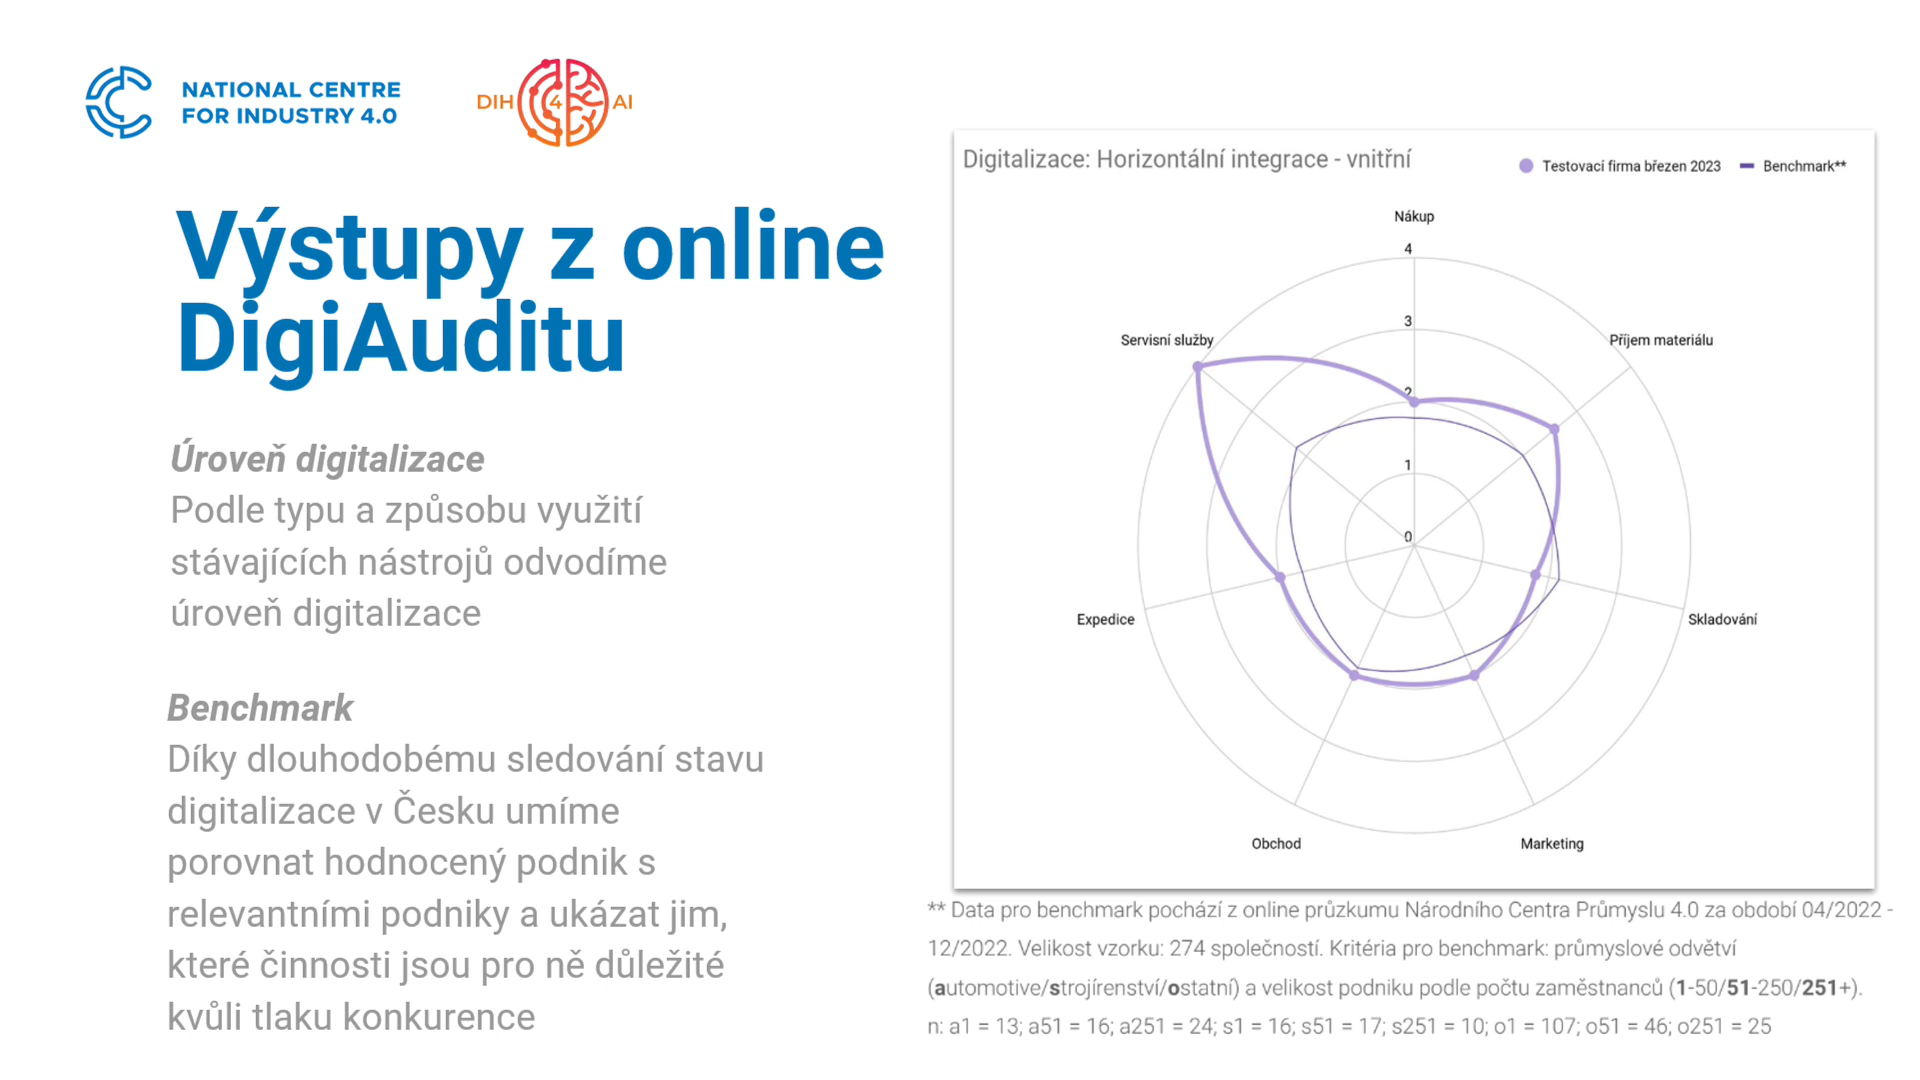 NATIONAL CENTRE
FOR INDUSTRY 4.0
DIH 4 AI
Výstupy z online
DigiAuditu
Úroveň digitalizace
Podle typu a způsobu využití
stávajících nástrojů odvodíme
úroveň digitalizace
Benchmark
Díky dlouhodobému sledování stavu
digitalizace v Česku umíme
porovnat hodnocený podnik s
relevantními podniky a ukázat jim,
které činnosti jsou pro ně důležité
kvůli tlaku konkurence
Digitalizace: Horizontální integrace - vnitřní
Testovací firma březen 2023
Benchmark**
Nákup
4
3
Servisní služby
Příjem materiálu
2
1
0
Expedice
Skladování
Obchod
Marketing
** Data pro benchmark pochází z online průzkumu Národního Centra Průmyslu 4.0 za období 04/2022 -
12/2022. Velikost vzorku: 274 společností. Kritéria pro benchmark: průmyslové odvětví
(automotive/strojírenství/ostatní) a velikost podniku podle počtu zaměstnanců (1-50/51-250/251+).
n: a1 = 13; a51 = 16; a251 = 24; s1 = 16; s51 = 17; s251 = 10; o1 = 107; o51 = 46; o251 = 25